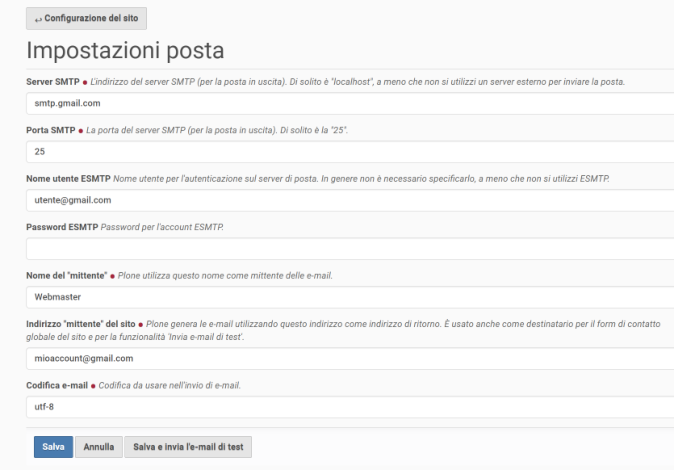 ↩ Configurazione del sito
Impostazioni posta
Server SMTP ● L'indirizzo del server SMTP (per la posta in uscita). Di solito è "localhost", a meno che non si utilizzi un server esterno per inviare la posta.
smtp.gmail.com
Porta SMTP ● La porta del server SMTP (per la posta in uscita). Di solito è la "25".
25
Nome utente ESMTP Nome utente per l'autenticazione sul server di posta. In genere non è necessario specificarlo, a meno che non si utilizzi ESMTP.
utente@gmail.com
Password ESMTP Password per l'account ESMTP.
Nome del "mittente" ● Plone utilizza questo nome come mittente delle e-mail.
Webmaster
Indirizzo "mittente" del sito ● Plone genera le e-mail utilizzando questo indirizzo come indirizzo di ritorno. È usato anche come destinatario per il form di contatto
globale del sito e per la funzionalità 'Invia e-mail di test'.
mioaccount@gmail.com
Codifica e-mail ● Codifica da usare nell'invio di e-mail.
utf-8
Salva Annulla Salva e invia l'e-mail di test